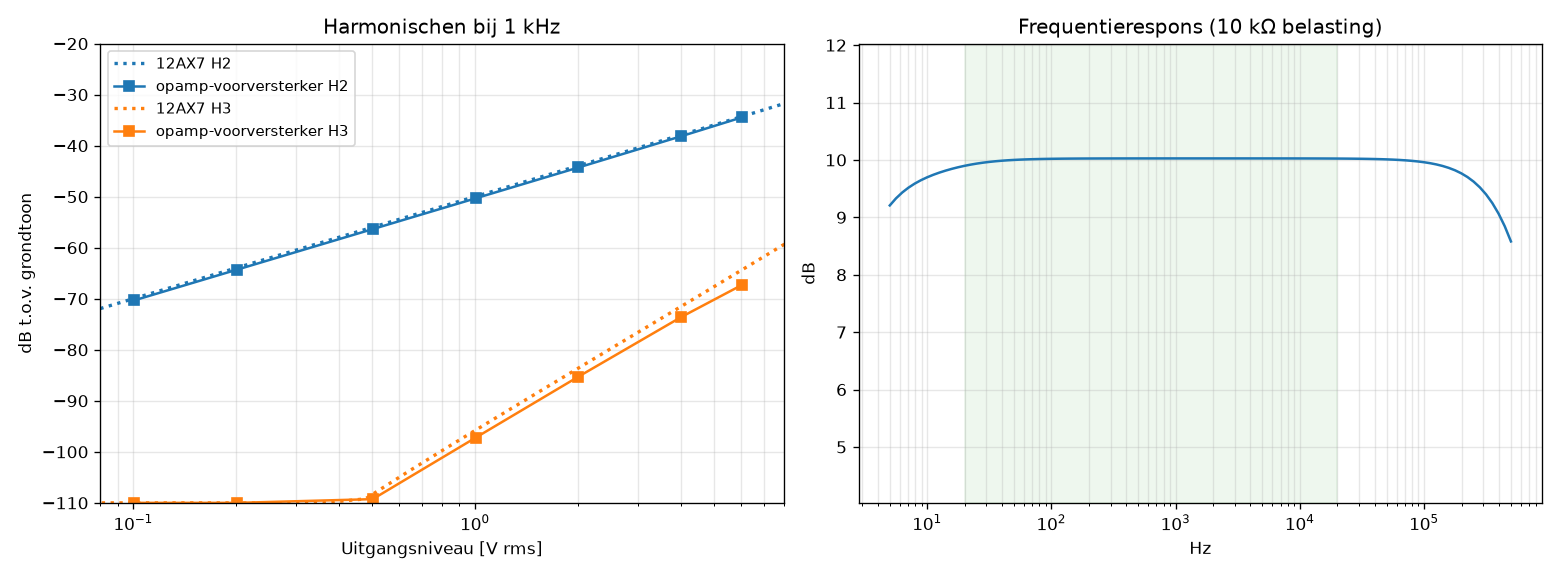 Harmonischen bij 1 kHz
12AX7 H2
opamp-voorversterker H2
12AX7 H3
opamp-voorversterker H3
−20
−30
−40
−50
−60
−70
−80
−90
−100
−110
dB t.o.v. grondtoon
10⁻¹
10⁰
Uitgangsniveau [V rms]
Frequentierespons (10 kΩ belasting)
12
11
10
9
8
7
6
5
dB
10¹
10²
10³
10⁴
10⁵
Hz